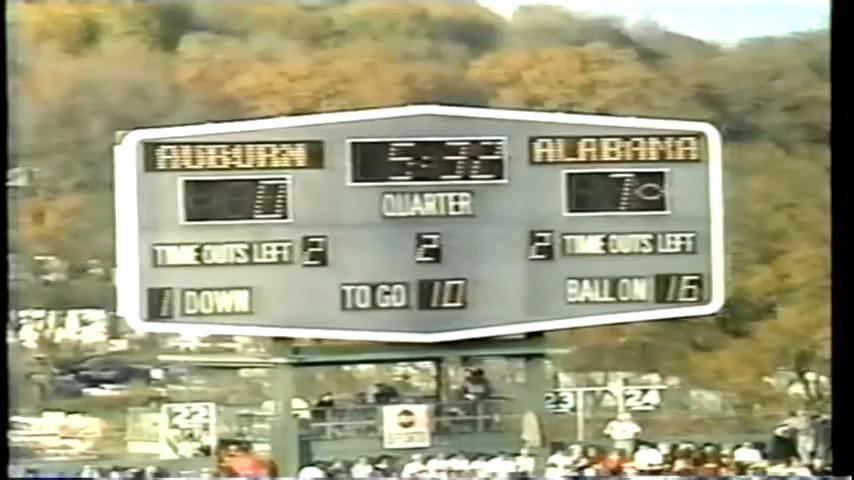 AUBURN 5:32 ALABAMA
0 7
QUARTER
TIME OUTS LEFT 2 2 2 TIME OUTS LEFT
1 DOWN TO GO 10 BALL ON 16
22 23 24